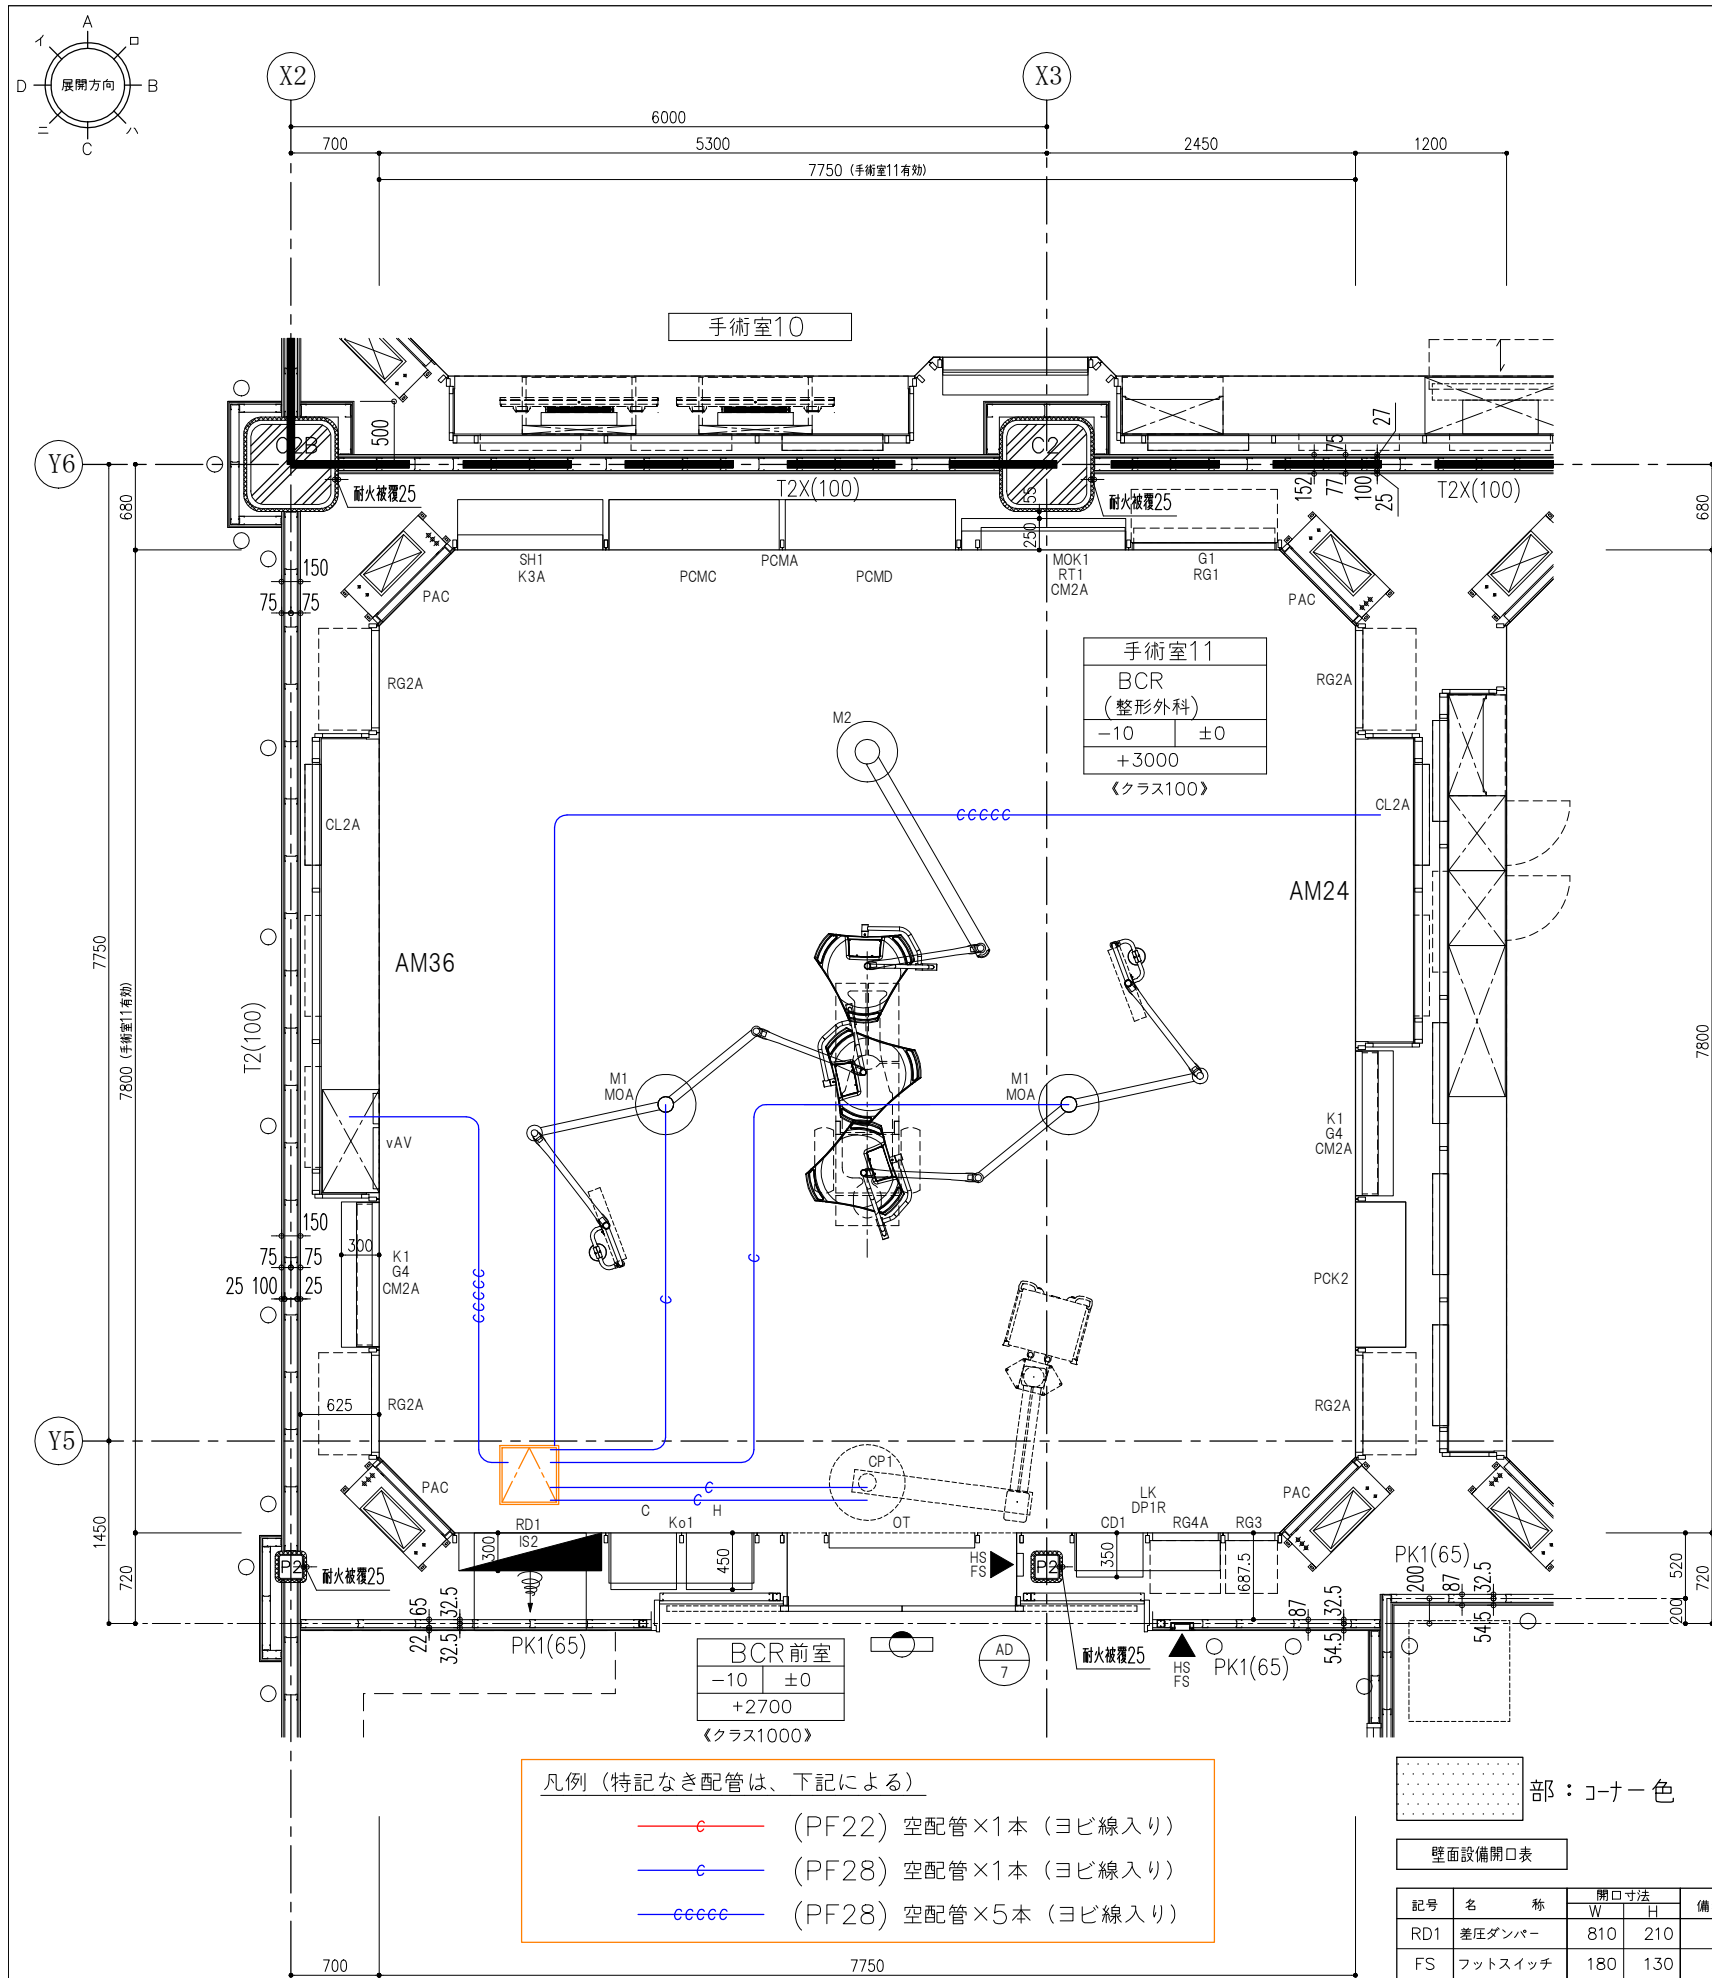 A
イ
ロ
D
展開方向
B
ニ
ハ
C
X2
X3
6000
700
5300
2450
1200
7750 (手術室11有効)
手術室10
Y6
C2B
500
C2
27
75
耐火被覆25
T2X(100)
55
耐火被覆25
152
77
100
25
T2X(100)
680
680
250
150
75
75
SH1
K3A
PCMC
PCMA
PCMD
MOK1
RT1
CM2A
G1
RG1
PAC
PAC
手術室11
BCR
(整形外科)
-10
±0
+3000
《クラス100》
RG2A
RG2A
M2
CL2A
CL2A
ccccc
AM24
AM36
7750
7800 (手術室11有効)
7800
T2(100)
M1
MOA
M1
MOA
vAV
K1
G4
CM2A
150
300
75
75
K1
G4
CM2A
25
100
25
ccccc
c
c
PCK2
625
RG2A
RG2A
Y5
CP1
PAC
PAC
c
c
C
H
LK
DP1R
RD1
IS2
Ko1
OT
CD1
RG4A
RG3
300
450
350
687.5
HS
FS
P2
P2
耐火被覆25
耐火被覆25
PK1(65)
1450
720
520
720
200
200
87
32.5
54.5
65
32.5
22
32.5
PK1(65)
87
32.5
54.5
PK1(65)
HS
FS
AD
7
BCR前室
-10
±0
+2700
《クラス1000》
凡例 (特記なき配管は、下記による)
c
(PF22) 空配管×1本 (ヨビ線入り)
c
(PF28) 空配管×1本 (ヨビ線入り)
ccccc
(PF28) 空配管×5本 (ヨビ線入り)
部：コーナー色
壁面設備開口表
記号
名　称
開口寸法
W
H
備
RD1
差圧ダンパー
810
210
FS
フットスイッチ
180
130
700
7750